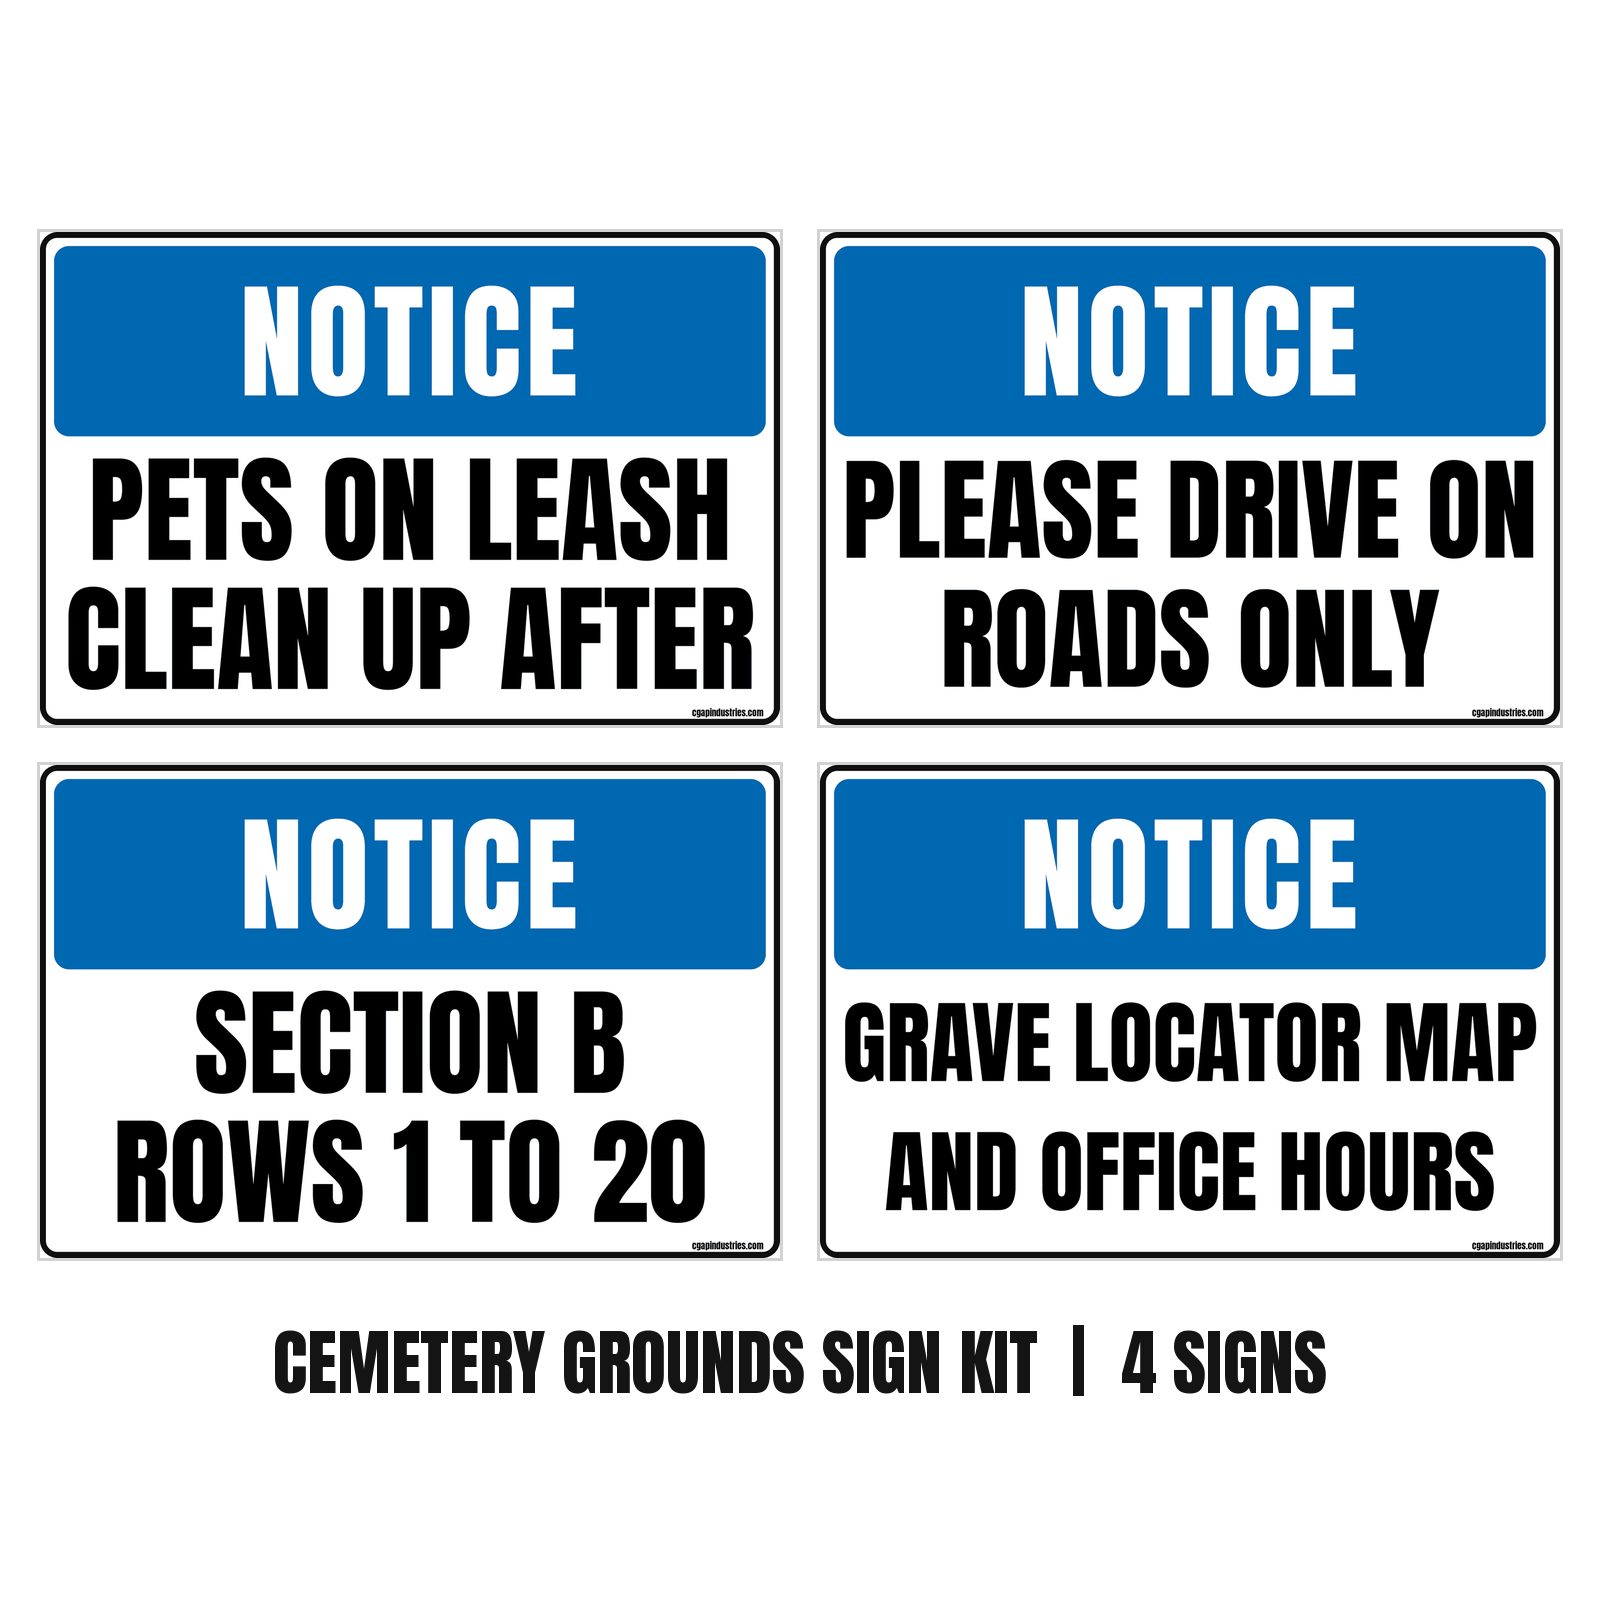 NOTICE
PETS ON LEASH
CLEAN UP AFTER
cgapindustries.com
NOTICE
PLEASE DRIVE ON
ROADS ONLY
cgapindustries.com
NOTICE
SECTION B
ROWS 1 TO 20
cgapindustries.com
NOTICE
GRAVE LOCATOR MAP
AND OFFICE HOURS
cgapindustries.com
CEMETERY GROUNDS SIGN KIT | 4 SIGNS